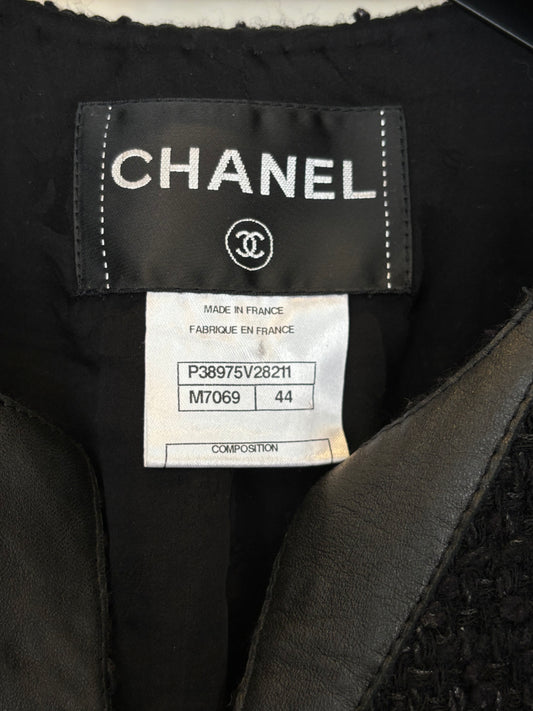 CHANEL
MADE IN FRANCE
FABRIQUE EN FRANCE
P38975V28211
M7069 44
COMPOSITION